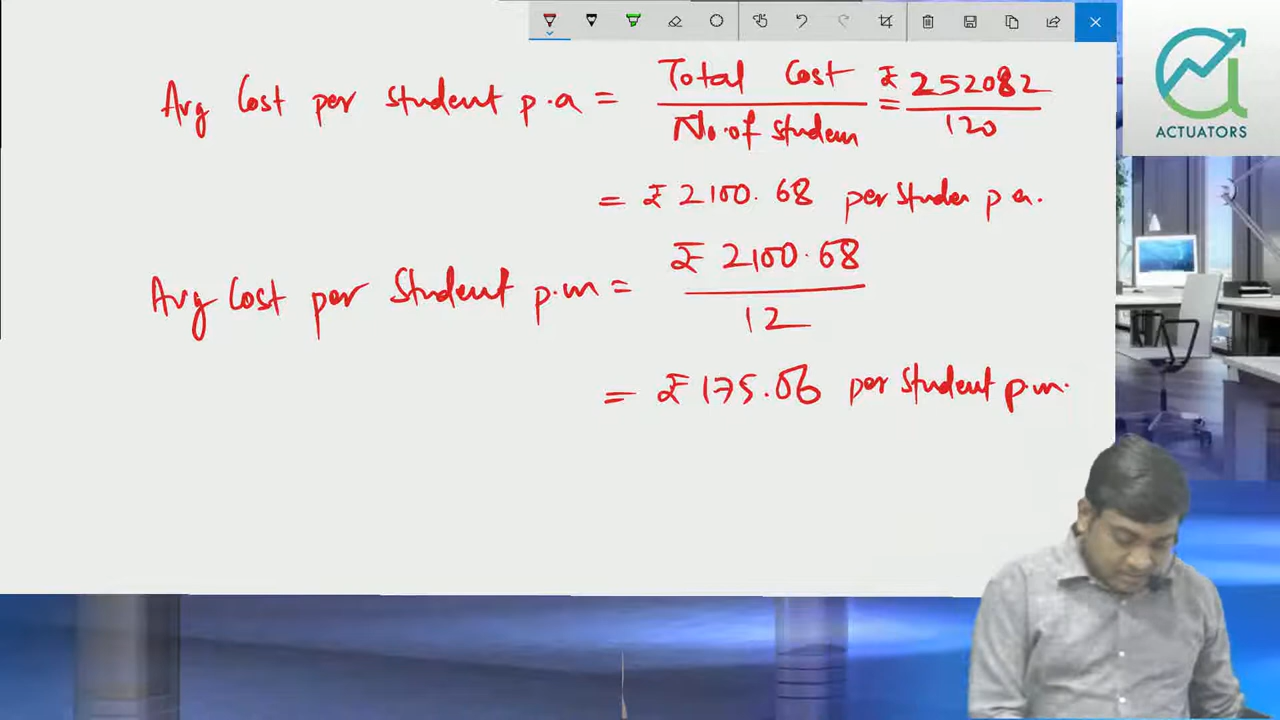 Avg Cost per student p.a = Total Cost / No. of studen = ₹ 252082 / 120
= ₹ 2100.68 per studen p a.
Avg Cost per Student p.m = ₹ 2100.68 / 12
= ₹ 175.06 per student p.m.
ACTUATORS